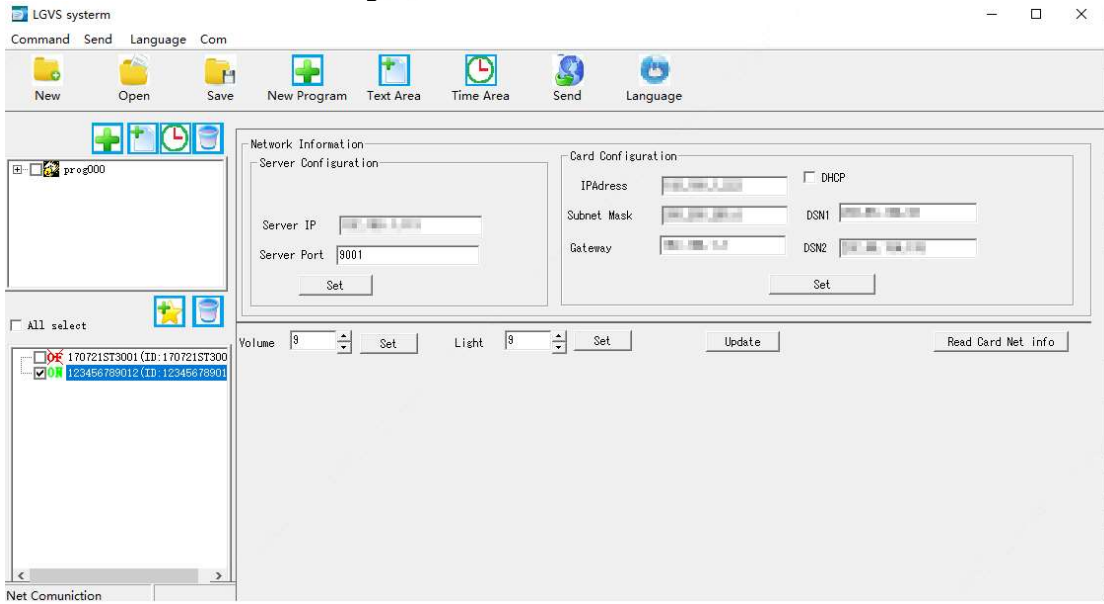 LGVS systerm
Command Send Language Com
New Open Save New Program Text Area Time Area Send Language
prog000
Network Information
Server Configuration
Server IP
Server Port 9001
Set
Card Configuration
IPAdress
DHCP
Subnet Mask
DSN1
Gateway
DSN2
Set
All select
170721ST3001(ID:170721ST300
ON 123456789012(ID:12345678901
Volume 9 Set Light 9 Set Update Read Card Net info
Net Comuniction